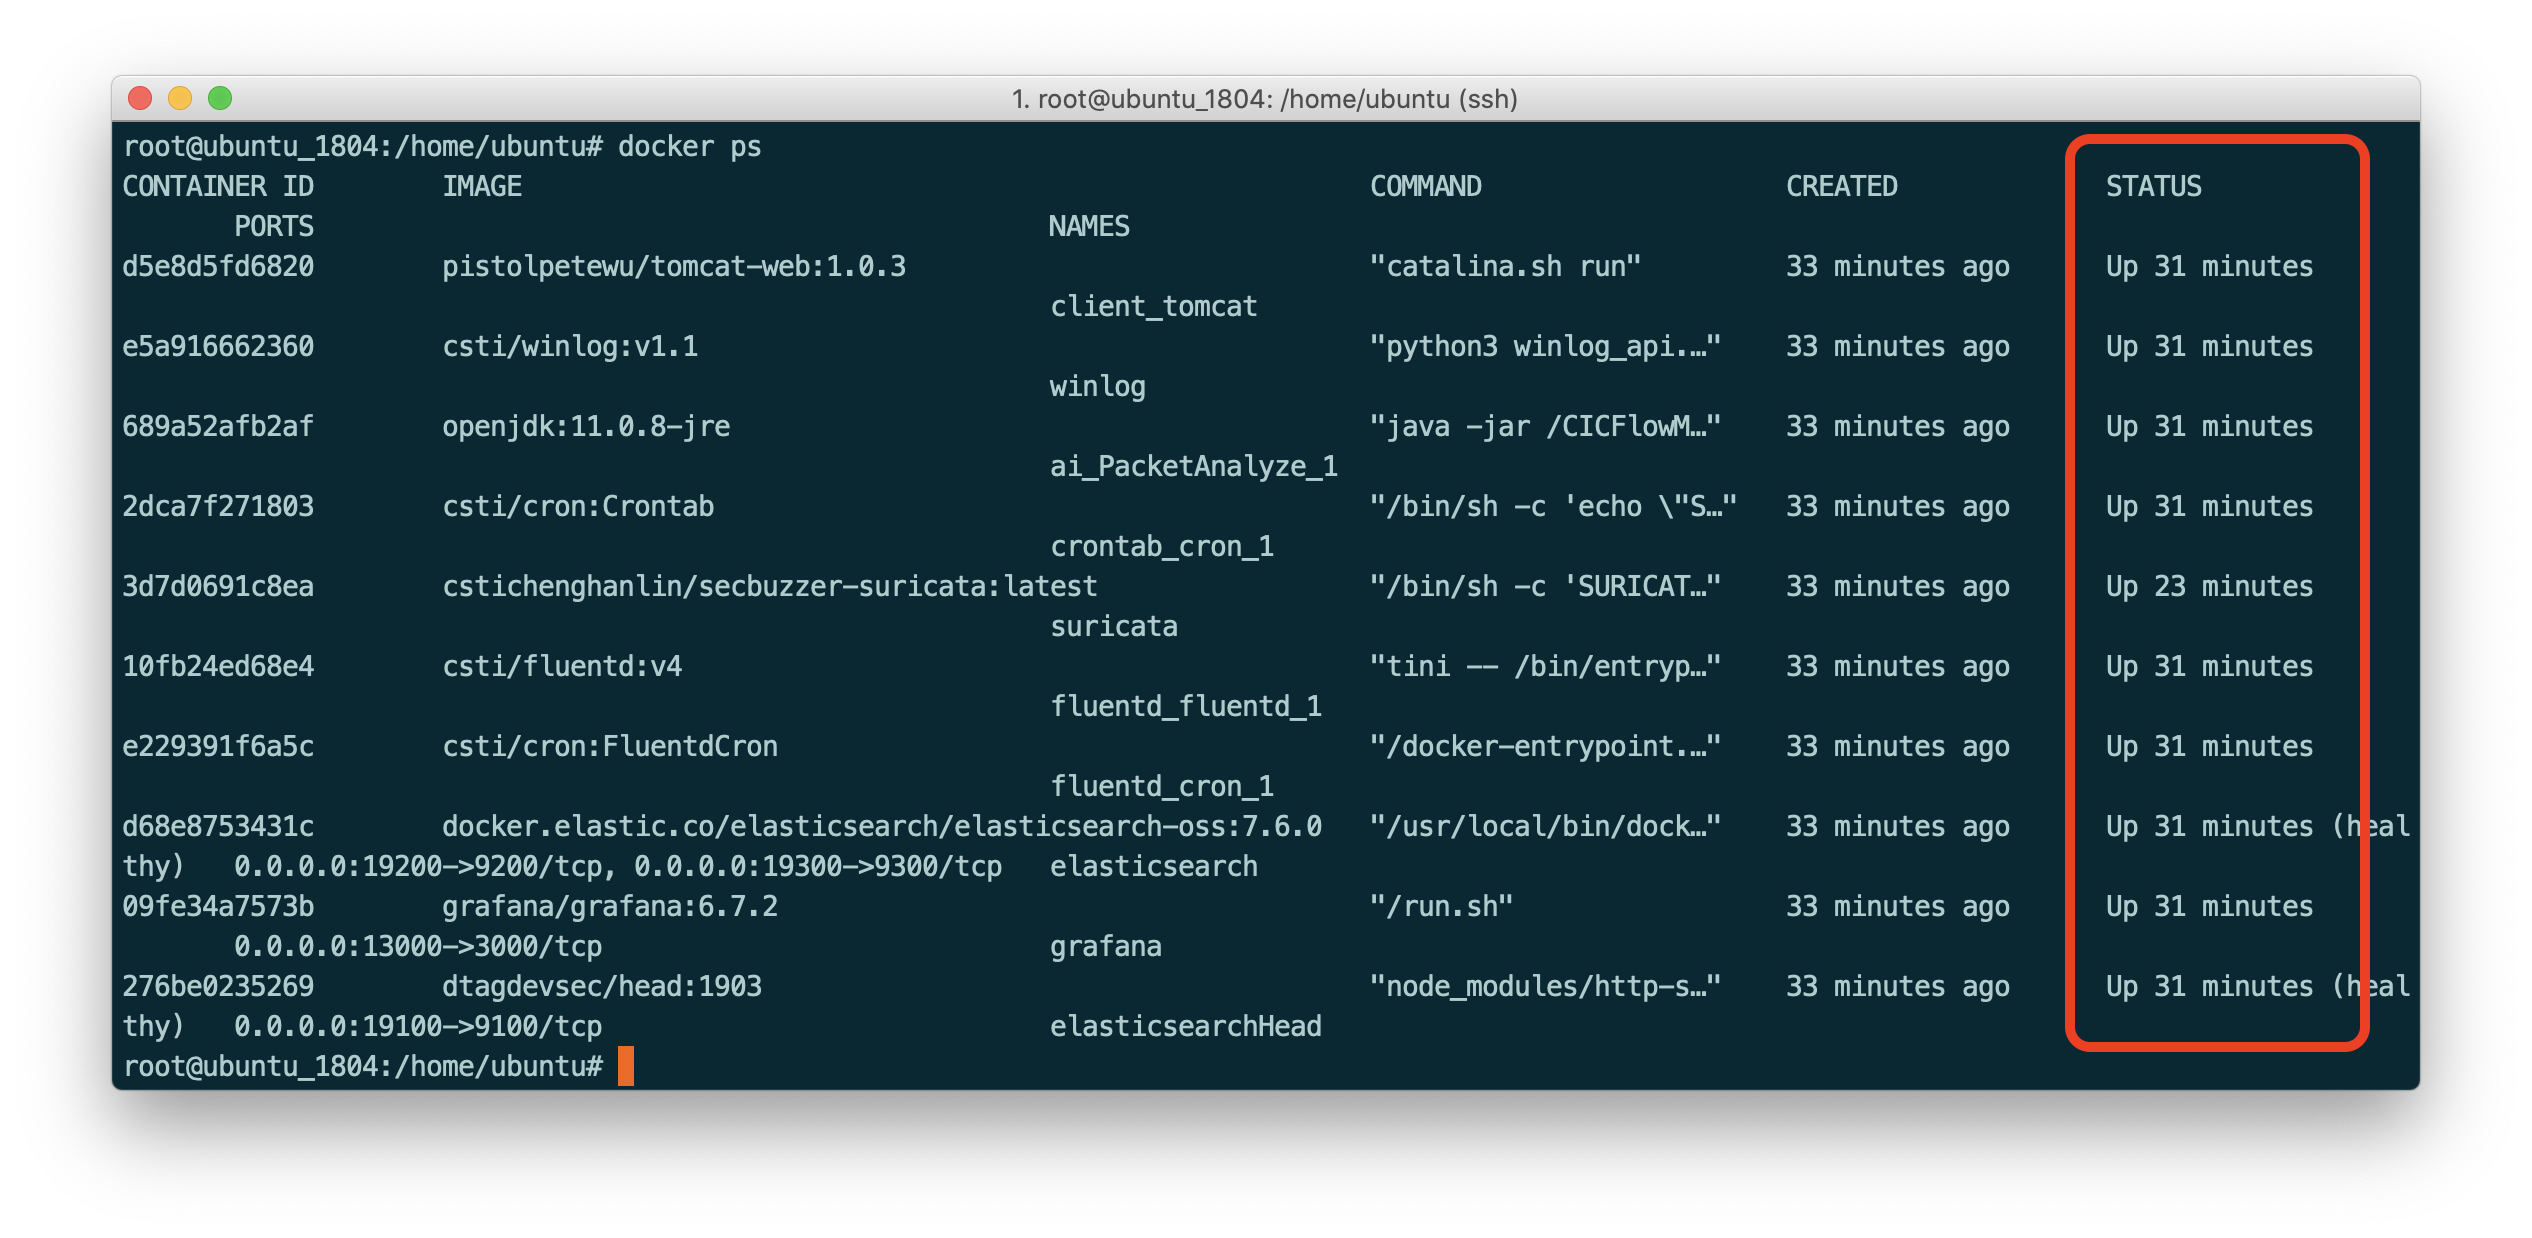 1. root@ubuntu_1804: /home/ubuntu (ssh)
root@ubuntu_1804:/home/ubuntu# docker ps
CONTAINER ID        IMAGE                                                     COMMAND                   CREATED             STATUS
       PORTS                                              NAMES
d5e8d5fd6820        pistolpetewu/tomcat-web:1.0.3                             "catalina.sh run"         33 minutes ago      Up 31 minutes
                                                          client_tomcat
e5a916662360        csti/winlog:v1.1                                          "python3 winlog_api.…"    33 minutes ago      Up 31 minutes
                                                          winlog
689a52afb2af        openjdk:11.0.8-jre                                        "java -jar /CICFlowM…"    33 minutes ago      Up 31 minutes
                                                          ai_PacketAnalyze_1
2dca7f271803        csti/cron:Crontab                                         "/bin/sh -c 'echo \"S…"   33 minutes ago      Up 31 minutes
                                                          crontab_cron_1
3d7d0691c8ea        cstichenghanlin/secbuzzer-suricata:latest                 "/bin/sh -c 'SURICAT…"    33 minutes ago      Up 23 minutes
                                                          suricata
10fb24ed68e4        csti/fluentd:v4                                           "tini -- /bin/entryp…"    33 minutes ago      Up 31 minutes
                                                          fluentd_fluentd_1
e229391f6a5c        csti/cron:FluentdCron                                     "/docker-entrypoint.…"    33 minutes ago      Up 31 minutes
                                                          fluentd_cron_1
d68e8753431c        docker.elastic.co/elasticsearch/elasticsearch-oss:7.6.0   "/usr/local/bin/dock…"    33 minutes ago      Up 31 minutes (heal
thy)   0.0.0.0:19200->9200/tcp, 0.0.0.0:19300->9300/tcp   elasticsearch
09fe34a7573b        grafana/grafana:6.7.2                                     "/run.sh"                 33 minutes ago      Up 31 minutes
       0.0.0.0:13000->3000/tcp                            grafana
276be0235269        dtagdevsec/head:1903                                      "node_modules/http-s…"    33 minutes ago      Up 31 minutes (heal
thy)   0.0.0.0:19100->9100/tcp                            elasticsearchHead
root@ubuntu_1804:/home/ubuntu#